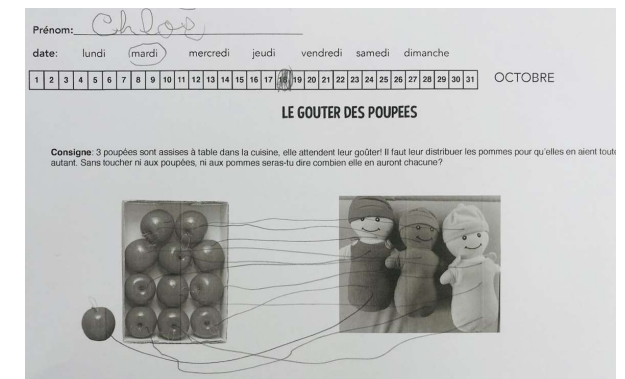 Prénom: Chloé
date: lundi mardi mercredi jeudi vendredi samedi dimanche
1 2 3 4 5 6 7 8 9 10 11 12 13 14 15 16 17 18 19 20 21 22 23 24 25 26 27 28 29 30 31 OCTOBRE
LE GOUTER DES POUPEES
Consigne: 3 poupées sont assises à table dans la cuisine, elle attendent leur goûter! Il faut leur distribuer les pommes pour qu'elles en aient toute
autant. Sans toucher ni aux poupées, ni aux pommes seras-tu dire combien elle en auront chacune?